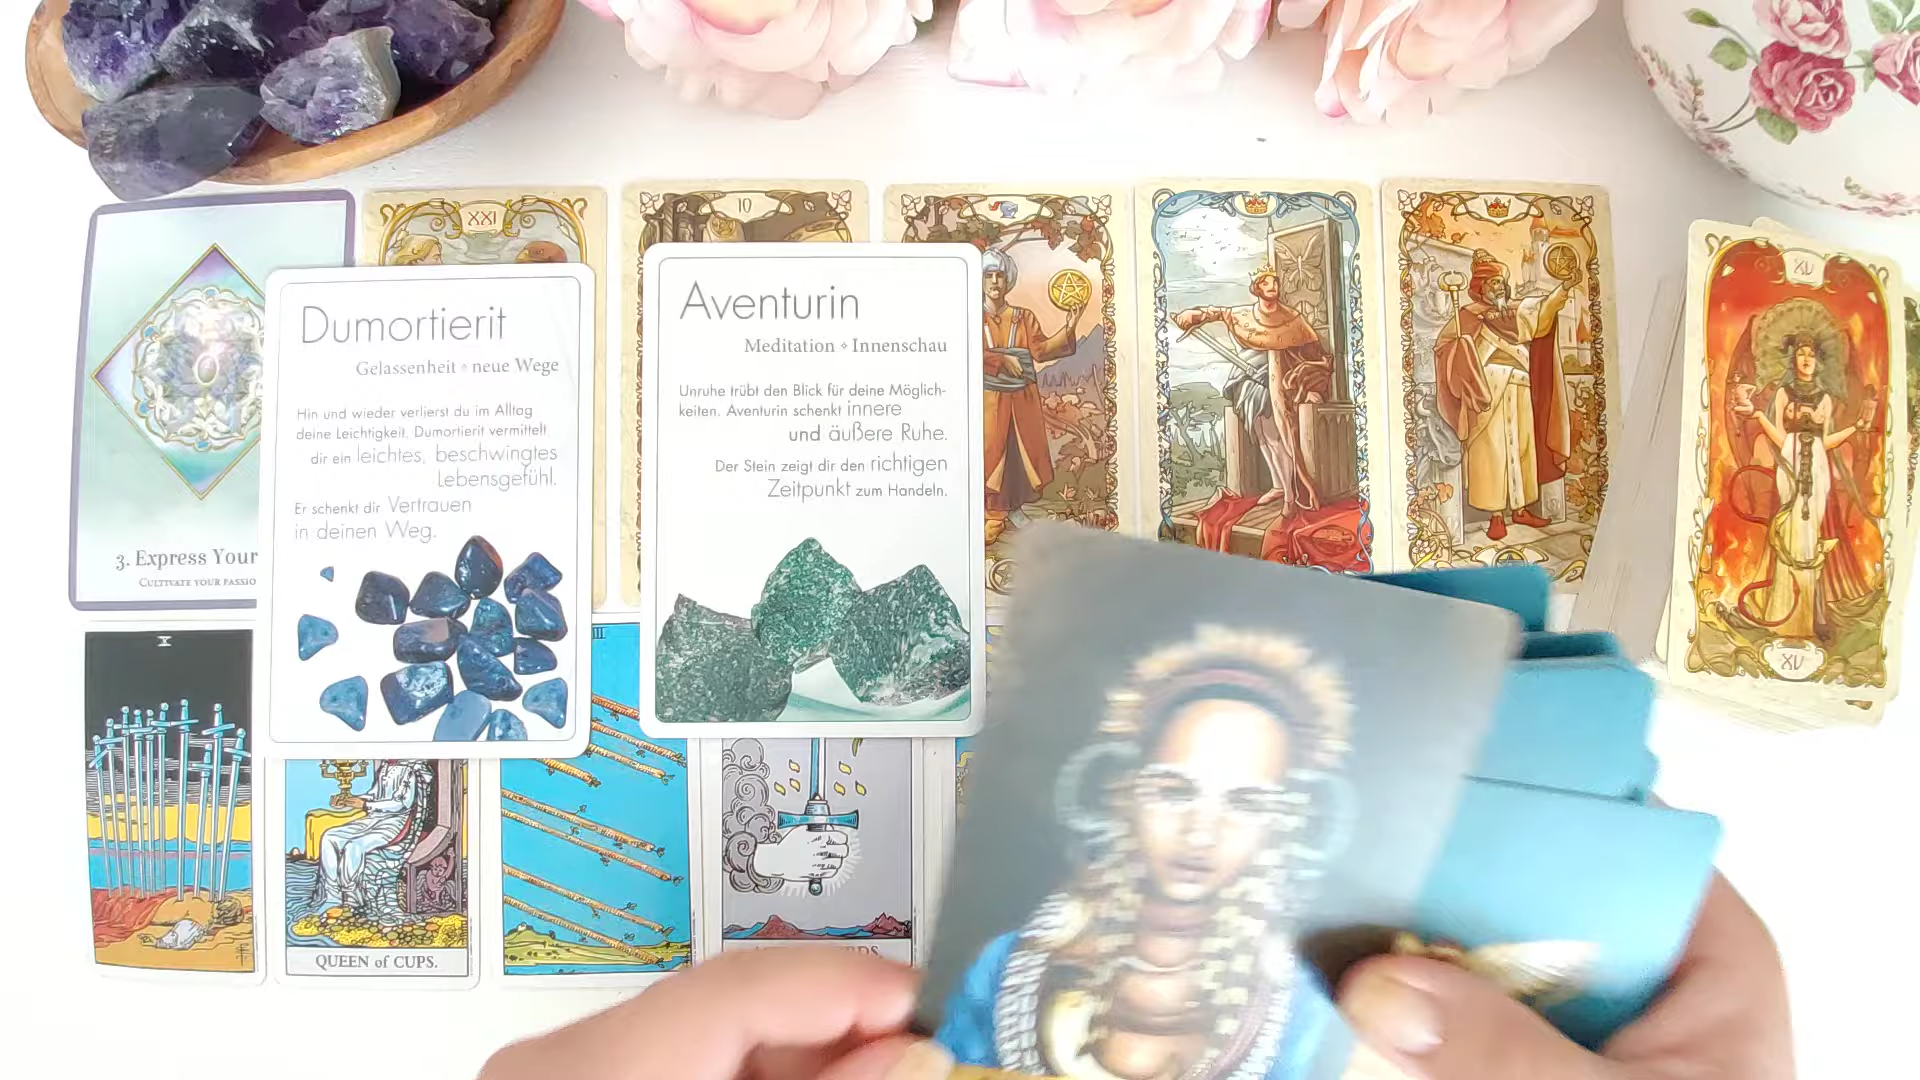 XXI
10
XV
Dumortierit
Gelassenheit ⋄ neue Wege
Hin und wieder verlierst du im Alltag
deine Leichtigkeit. Dumortierit vermittelt
dir ein leichtes, beschwingtes
Lebensgefühl.
Er schenkt dir Vertrauen
in deinen Weg.
Aventurin
Meditation ⋄ Innenschau
Unruhe trübt den Blick für deine Möglich-
keiten. Aventurin schenkt innere
und äußere Ruhe.
Der Stein zeigt dir den richtigen
Zeitpunkt zum Handeln.
3. Express Your
CULTIVATE YOUR PASSIO
X
III
XV
QUEEN of CUPS.